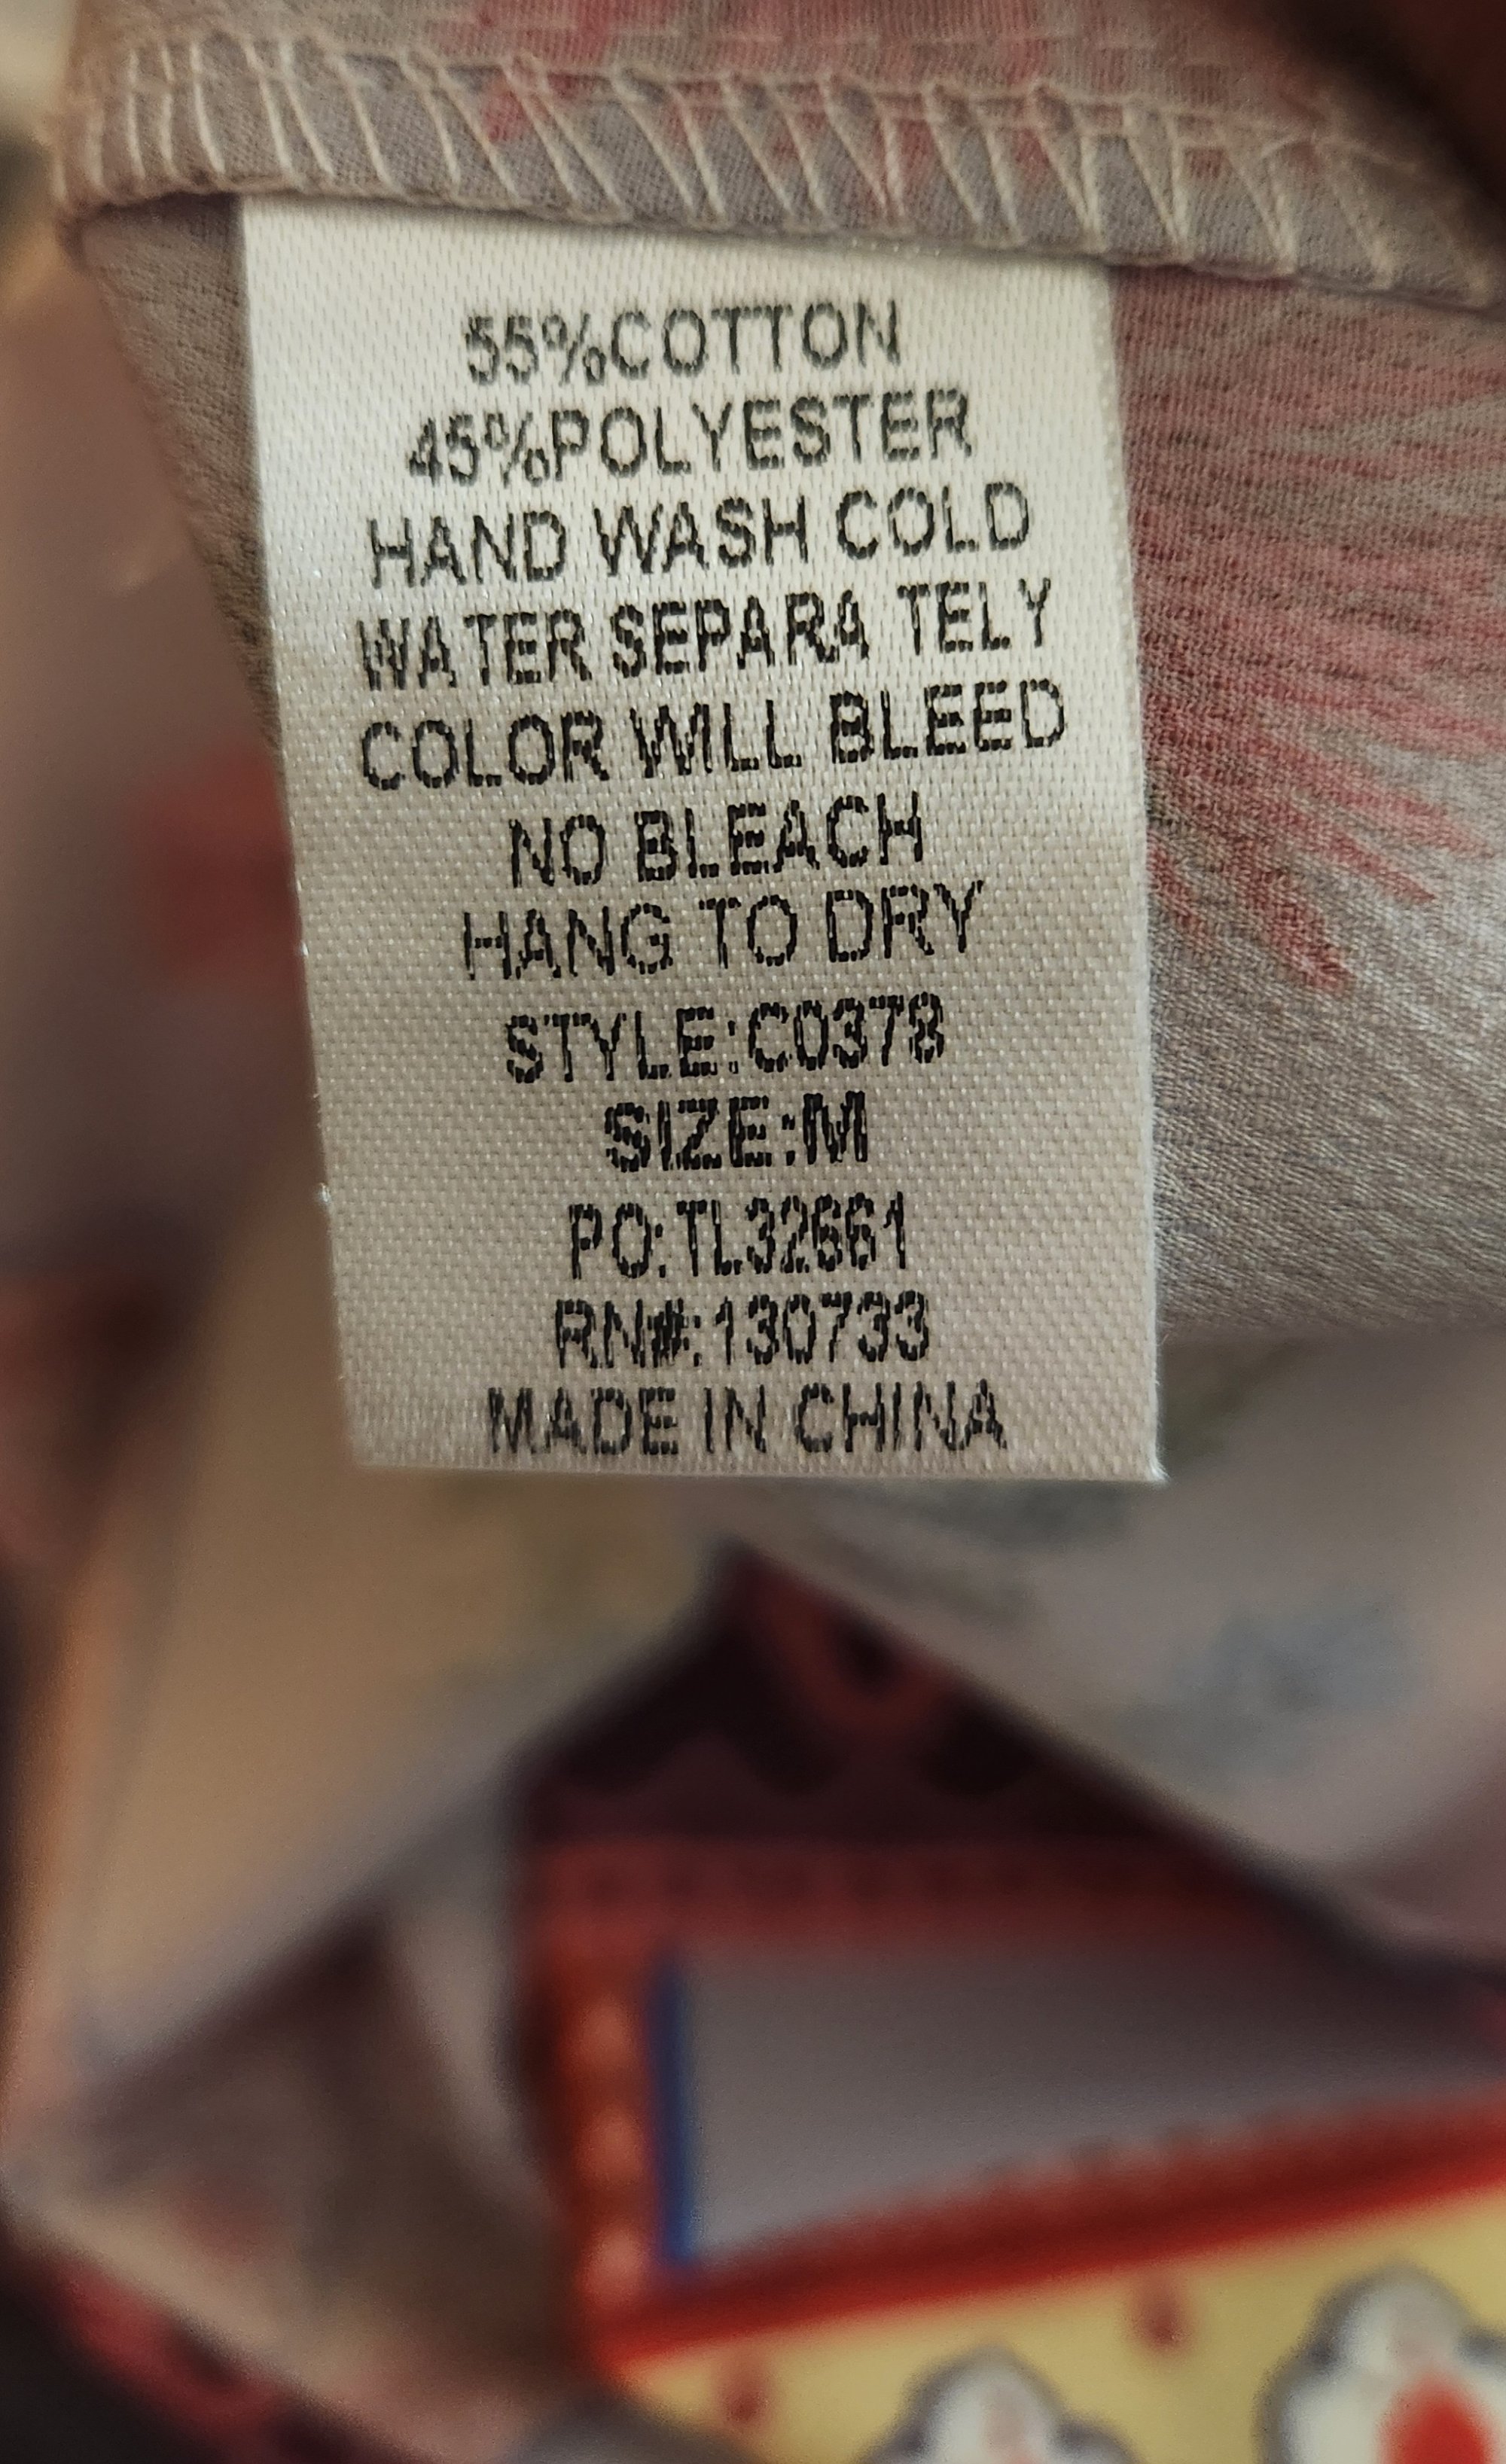 55%COTTON
45%POLYESTER
HAND WASH COLD
WATER SEPARA TELY
COLOR WILL BLEED
NO BLEACH
HANG TO DRY
STYLE:C0378
SIZE:M
PO:TL32661
RN#:130733
MADE IN CHINA